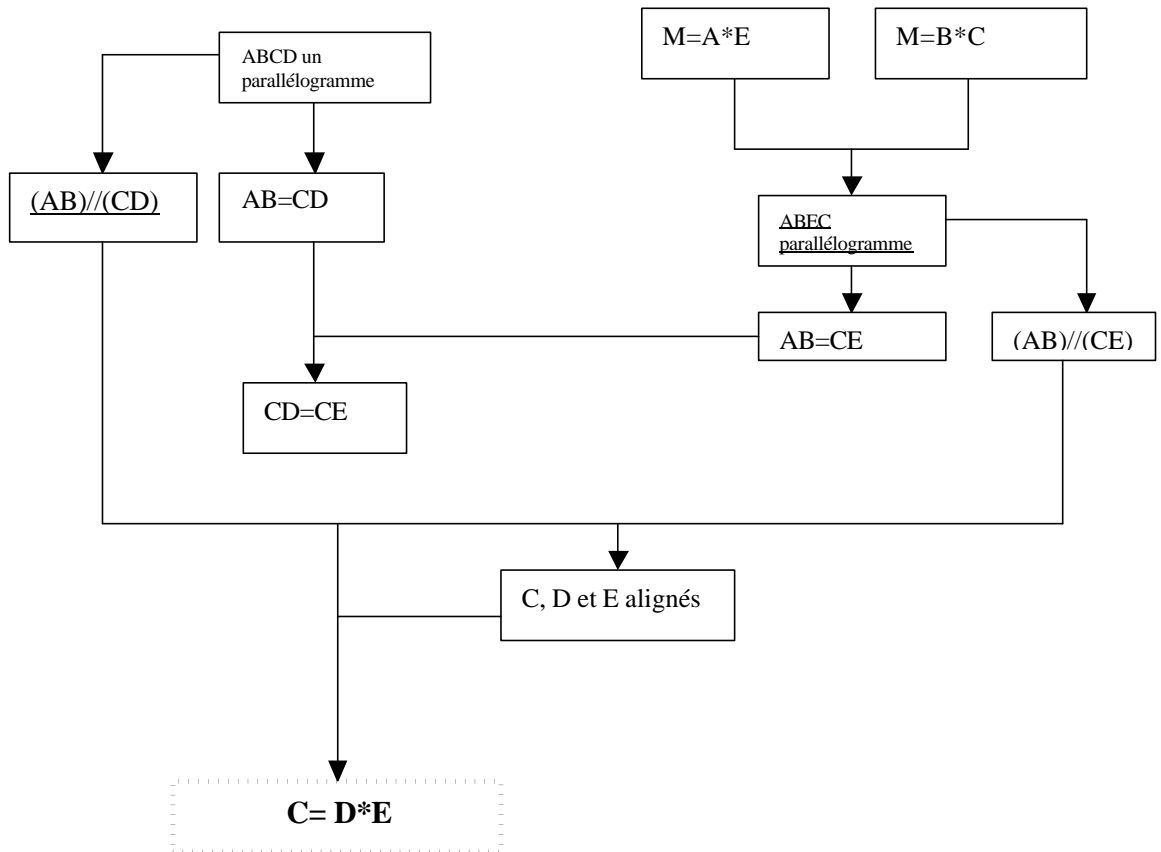 ABCD un
parallélogramme
M=A*E
M=B*C
(AB)//(CD)
AB=CD
ABEC
parallélogramme
AB=CE
(AB)//(CE)
CD=CE
C, D et E alignés
C= D*E